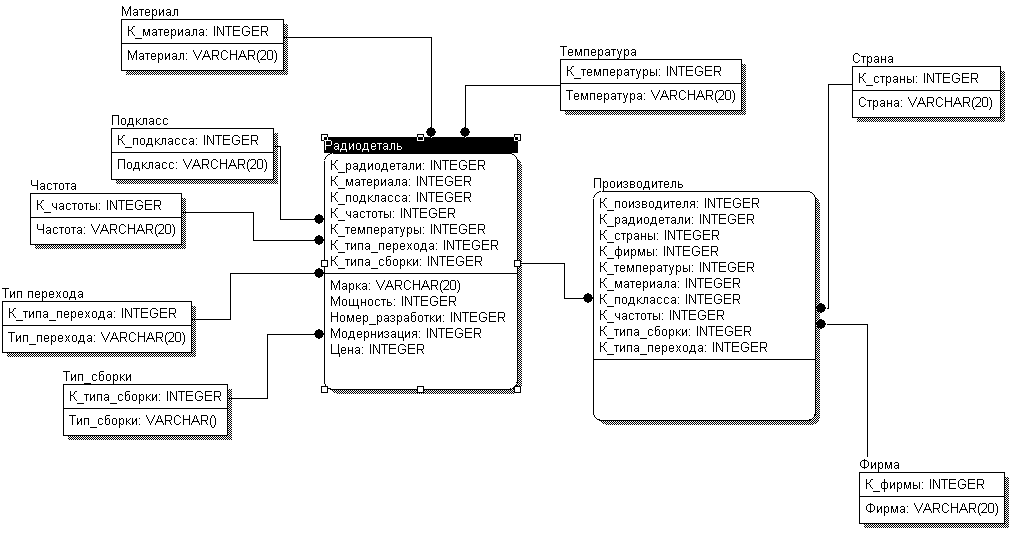 Материал
К_материала: INTEGER
Материал: VARCHAR(20)
Температура
К_температуры: INTEGER
Температура: VARCHAR(20)
Страна
К_страны: INTEGER
Страна: VARCHAR(20)
Подкласс
К_подкласса: INTEGER
Подкласс: VARCHAR(20)
Частота
К_частоты: INTEGER
Частота: VARCHAR(20)
Тип перехода
К_типа_перехода: INTEGER
Тип_перехода: VARCHAR(20)
Тип_сборки
К_типа_сборки: INTEGER
Тип_сборки: VARCHAR()
Радиодеталь
К_радиодетали: INTEGER
К_материала: INTEGER
К_подкласса: INTEGER
К_частоты: INTEGER
К_температуры: INTEGER
К_типа_перехода: INTEGER
К_типа_сборки: INTEGER
Марка: VARCHAR(20)
Мощность: INTEGER
Номер_разработки: INTEGER
Модернизация: INTEGER
Цена: INTEGER
Производитель
К_поизводителя: INTEGER
К_радиодетали: INTEGER
К_страны: INTEGER
К_фирмы: INTEGER
К_температуры: INTEGER
К_материала: INTEGER
К_подкласса: INTEGER
К_частоты: INTEGER
К_типа_сборки: INTEGER
К_типа_перехода: INTEGER
Фирма
К_фирмы: INTEGER
Фирма: VARCHAR(20)